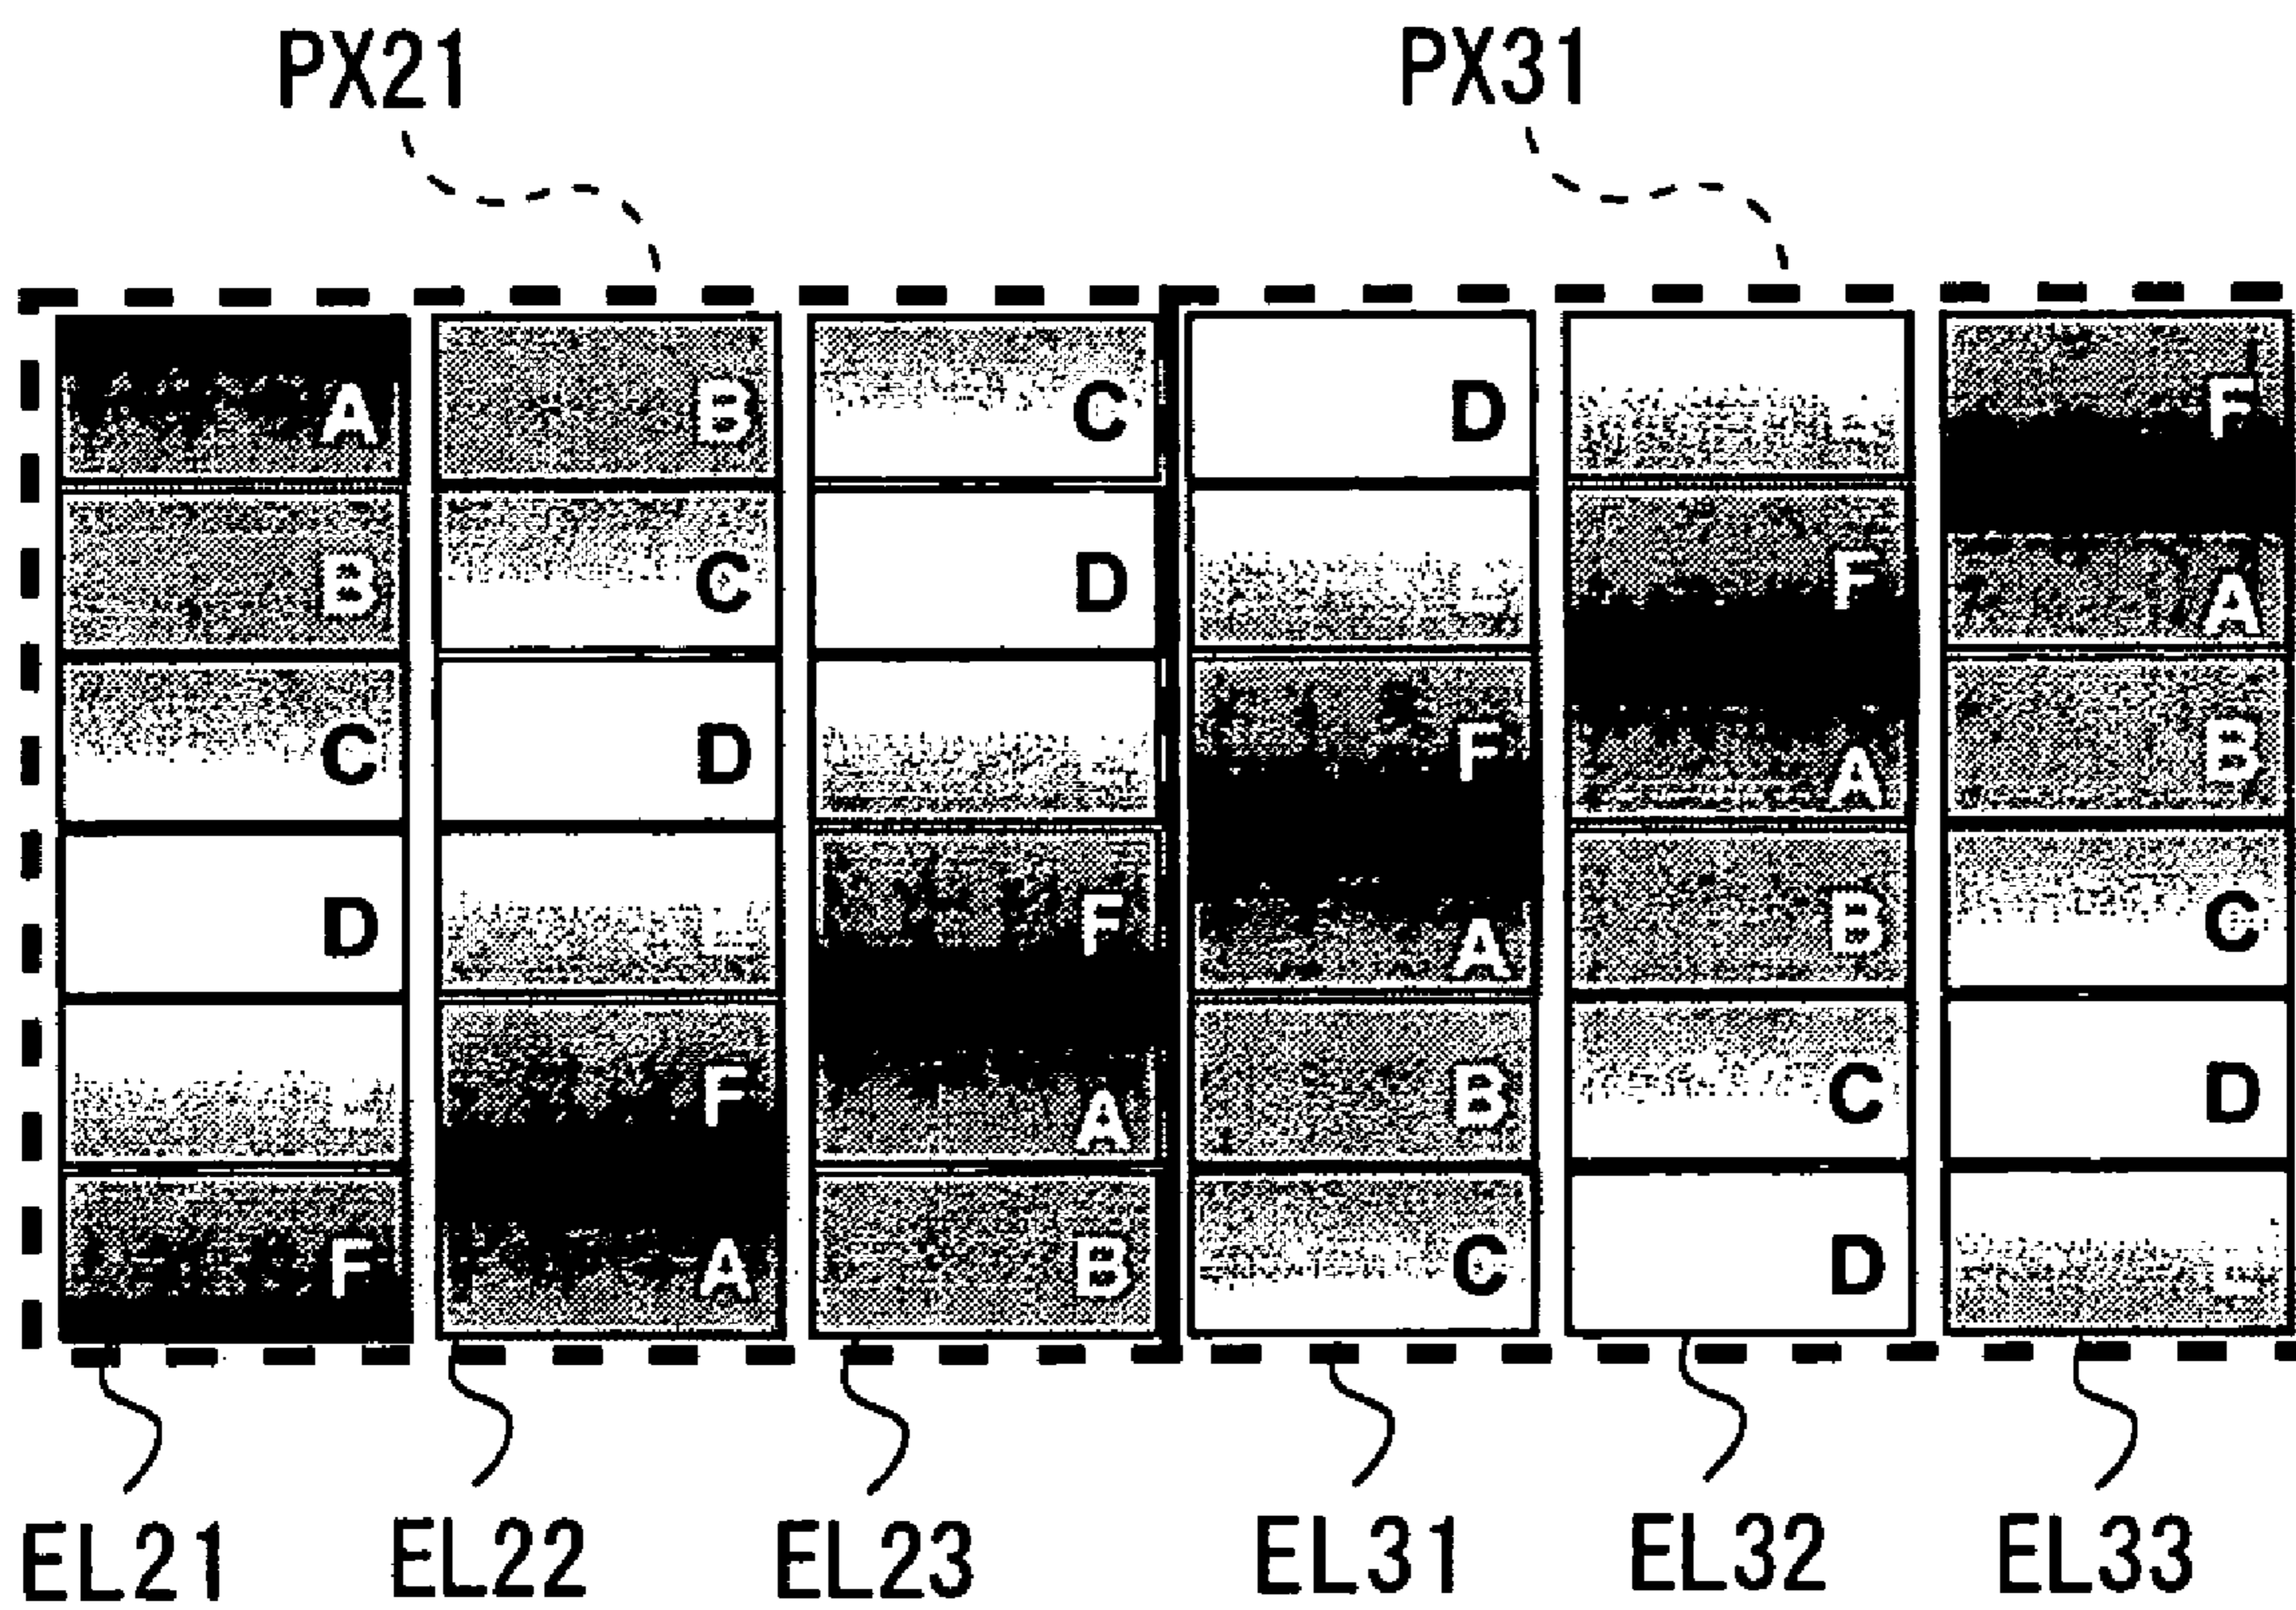 PX21 PX31
A B C D E F
B C D E F A
C D E F A B
D E F A B C
E F A B C D
F A B C D E
EL21 EL22 EL23 EL31 EL32 EL33